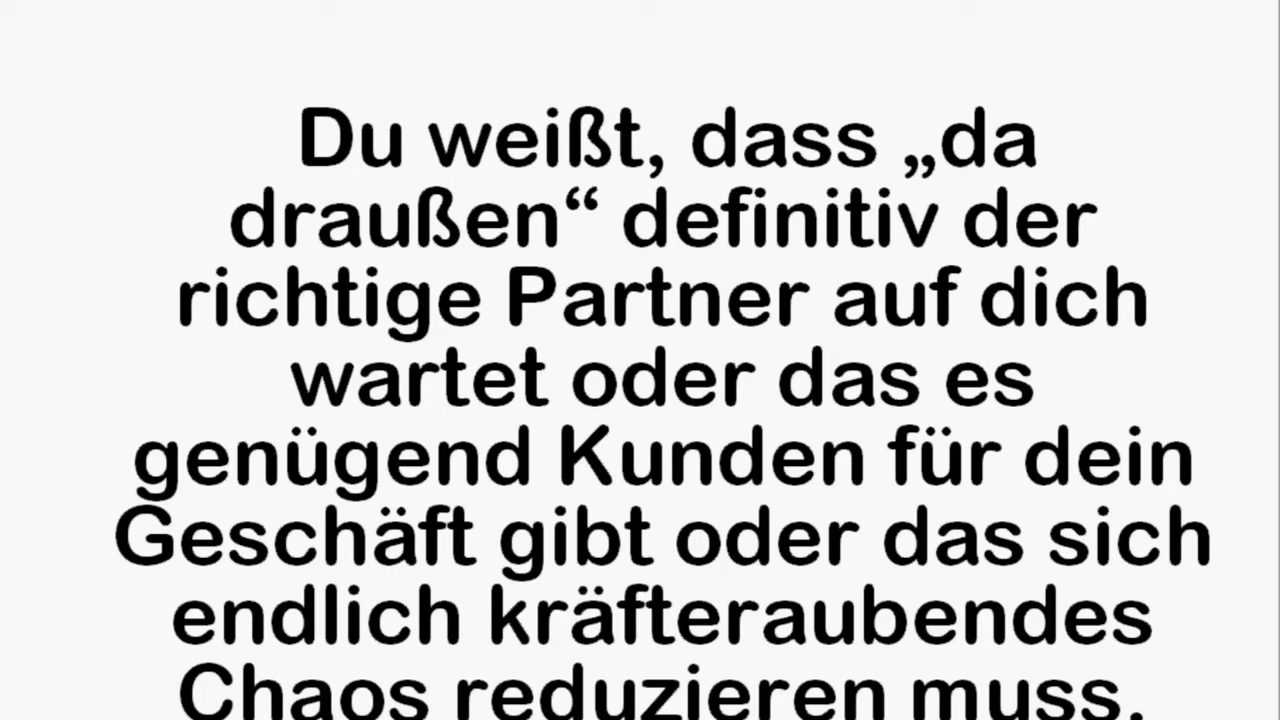 Du weißt, dass „da
draußen“ definitiv der
richtige Partner auf dich
wartet oder das es
genügend Kunden für dein
Geschäft gibt oder das sich
endlich kräfteraubendes
Chaos reduzieren muss.